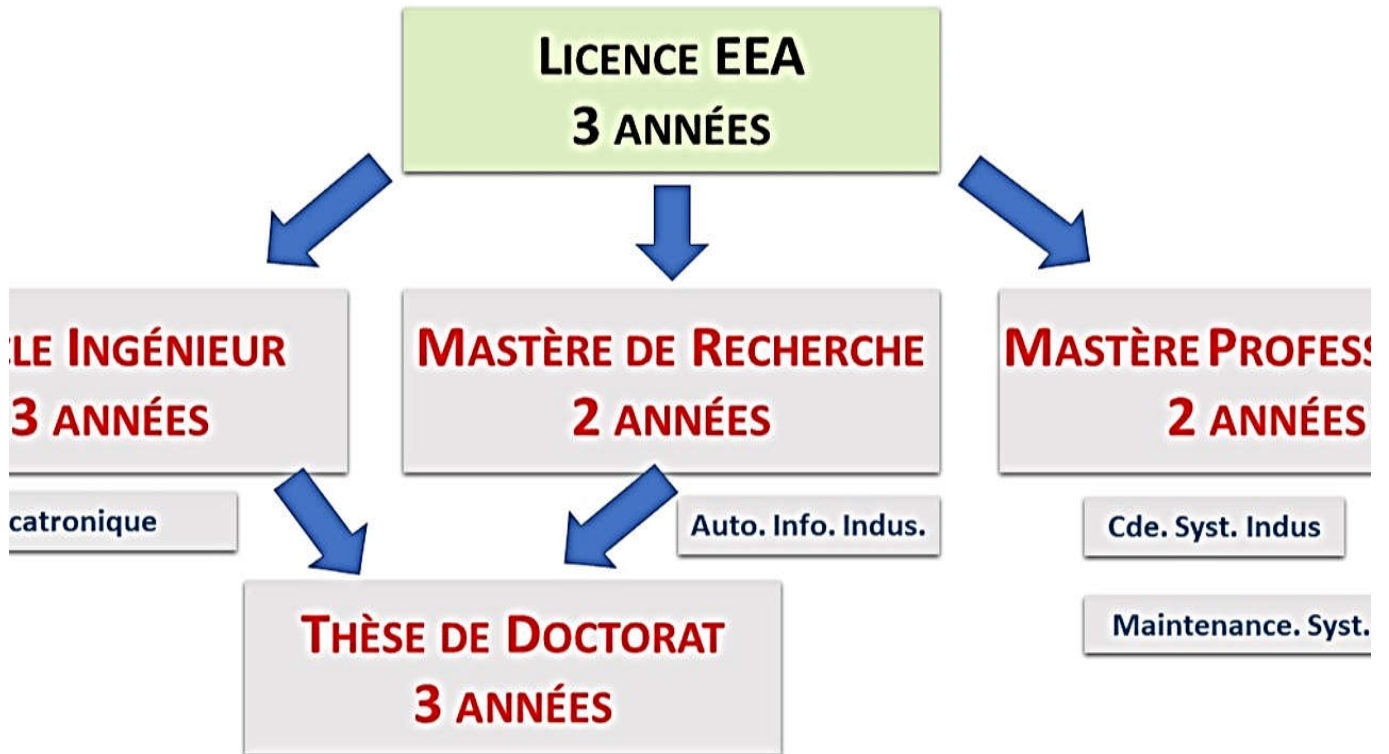 LICENCE EEA
3 ANNÉES
CLE INGÉNIEUR
3 ANNÉES
MASTÈRE DE RECHERCHE
2 ANNÉES
MASTÈRE PROFESS
2 ANNÉES
catronique
Auto. Info. Indus.
Cde. Syst. Indus
Maintenance. Syst.
THÈSE DE DOCTORAT
3 ANNÉES